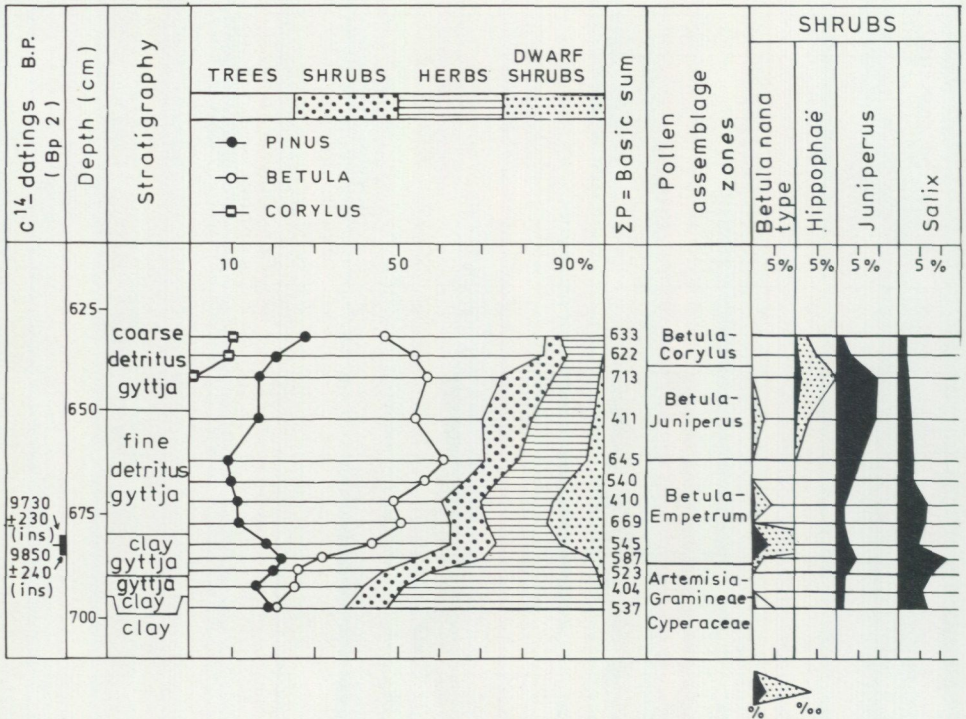 C14-datings B.P.
(Bp 2)
Depth (cm)
Stratigraphy
TREES SHRUBS HERBS DWARF SHRUBS
PINUS
BETULA
CORYLUS
ΣP = Basic sum
Pollen
assemblage
zones
SHRUBS
Betula nana
type
Hippophaë
Juniperus
Salix
10 50 90%
5% 5% 5% 5%
625
650
675
700
9730
±230
(ins)
9850
±240
(ins)
coarse
detritus
gyttja
fine
detritus
gyttja
clay
gyttja
gyttja
clay
clay
633
622
713
411
645
540
410
669
545
587
523
404
537
Betula-
Corylus
Betula-
Juniperus
Betula-
Empetrum
Artemisia-
Gramineae-
Cyperaceae
% ‰